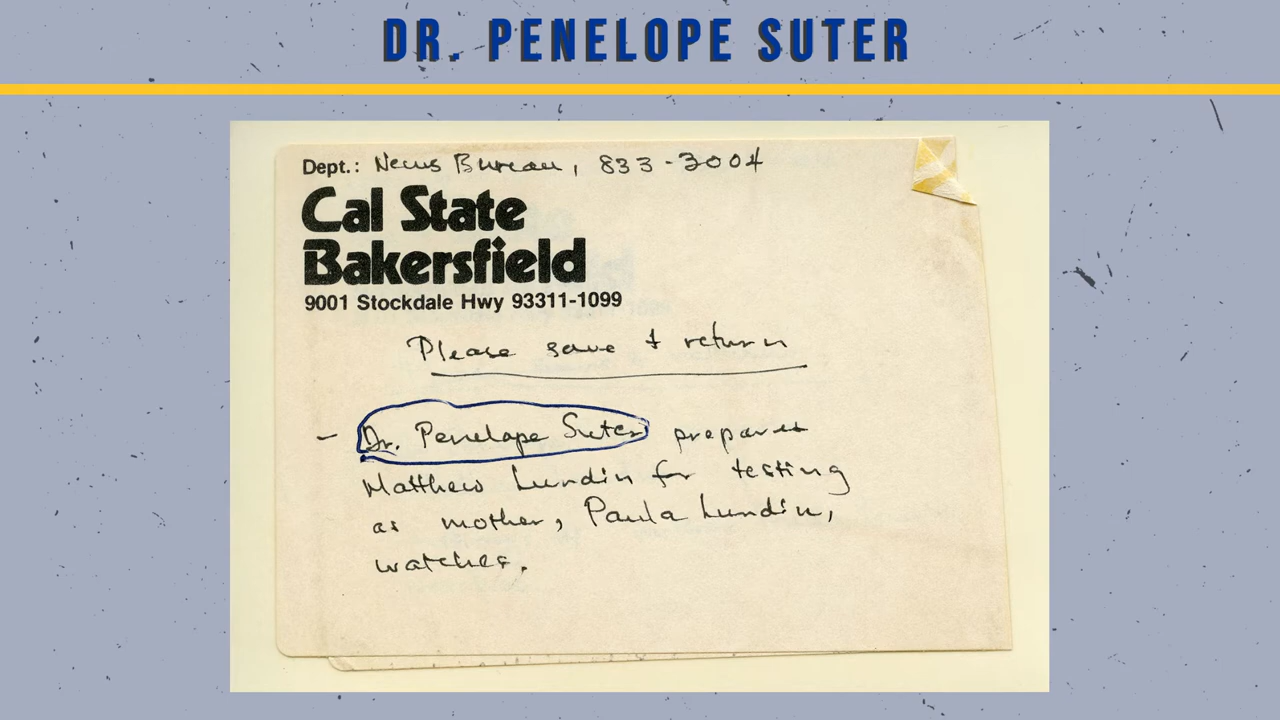 DR. PENELOPE SUTER
Dept.: News Bureau, 833-3004
Cal State
Bakersfield
9001 Stockdale Hwy 93311-1099
Please save & return
- Dr. Penelope Suter prepares
Matthew Lundin for testing
as mother, Paula Lundin,
watches.